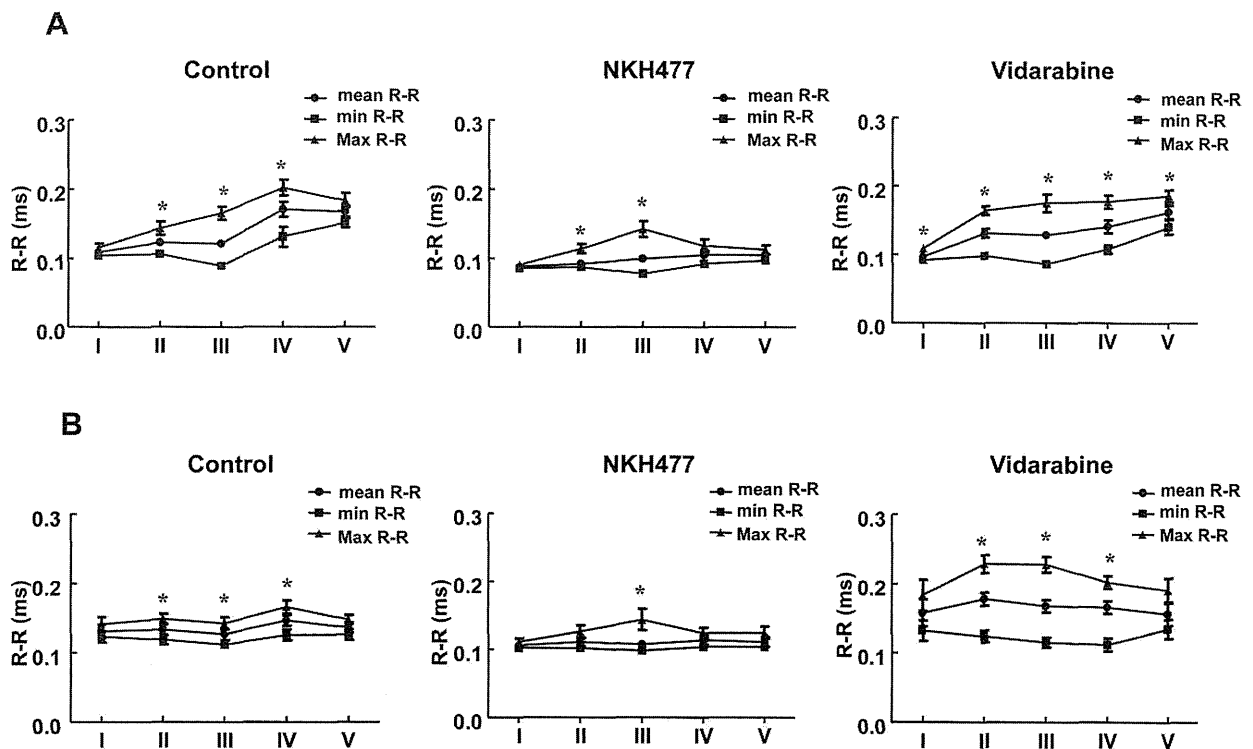 A
Control
mean R-R
min R-R
Max R-R
R-R (ms)
0.3
0.2
0.1
0.0
*
*
*
I II III IV V
NKH477
mean R-R
min R-R
Max R-R
R-R (ms)
0.3
0.2
0.1
0.0
*
*
I II III IV V
Vidarabine
mean R-R
min R-R
Max R-R
R-R (ms)
0.3
0.2
0.1
0.0
*
*
*
*
*
I II III IV V
B
Control
mean R-R
min R-R
Max R-R
R-R (ms)
0.3
0.2
0.1
0.0
*
*
*
I II III IV V
NKH477
mean R-R
min R-R
Max R-R
R-R (ms)
0.3
0.2
0.1
0.0
*
I II III IV V
Vidarabine
mean R-R
min R-R
Max R-R
R-R (ms)
0.3
0.2
0.1
0.0
*
*
*
I II III IV V